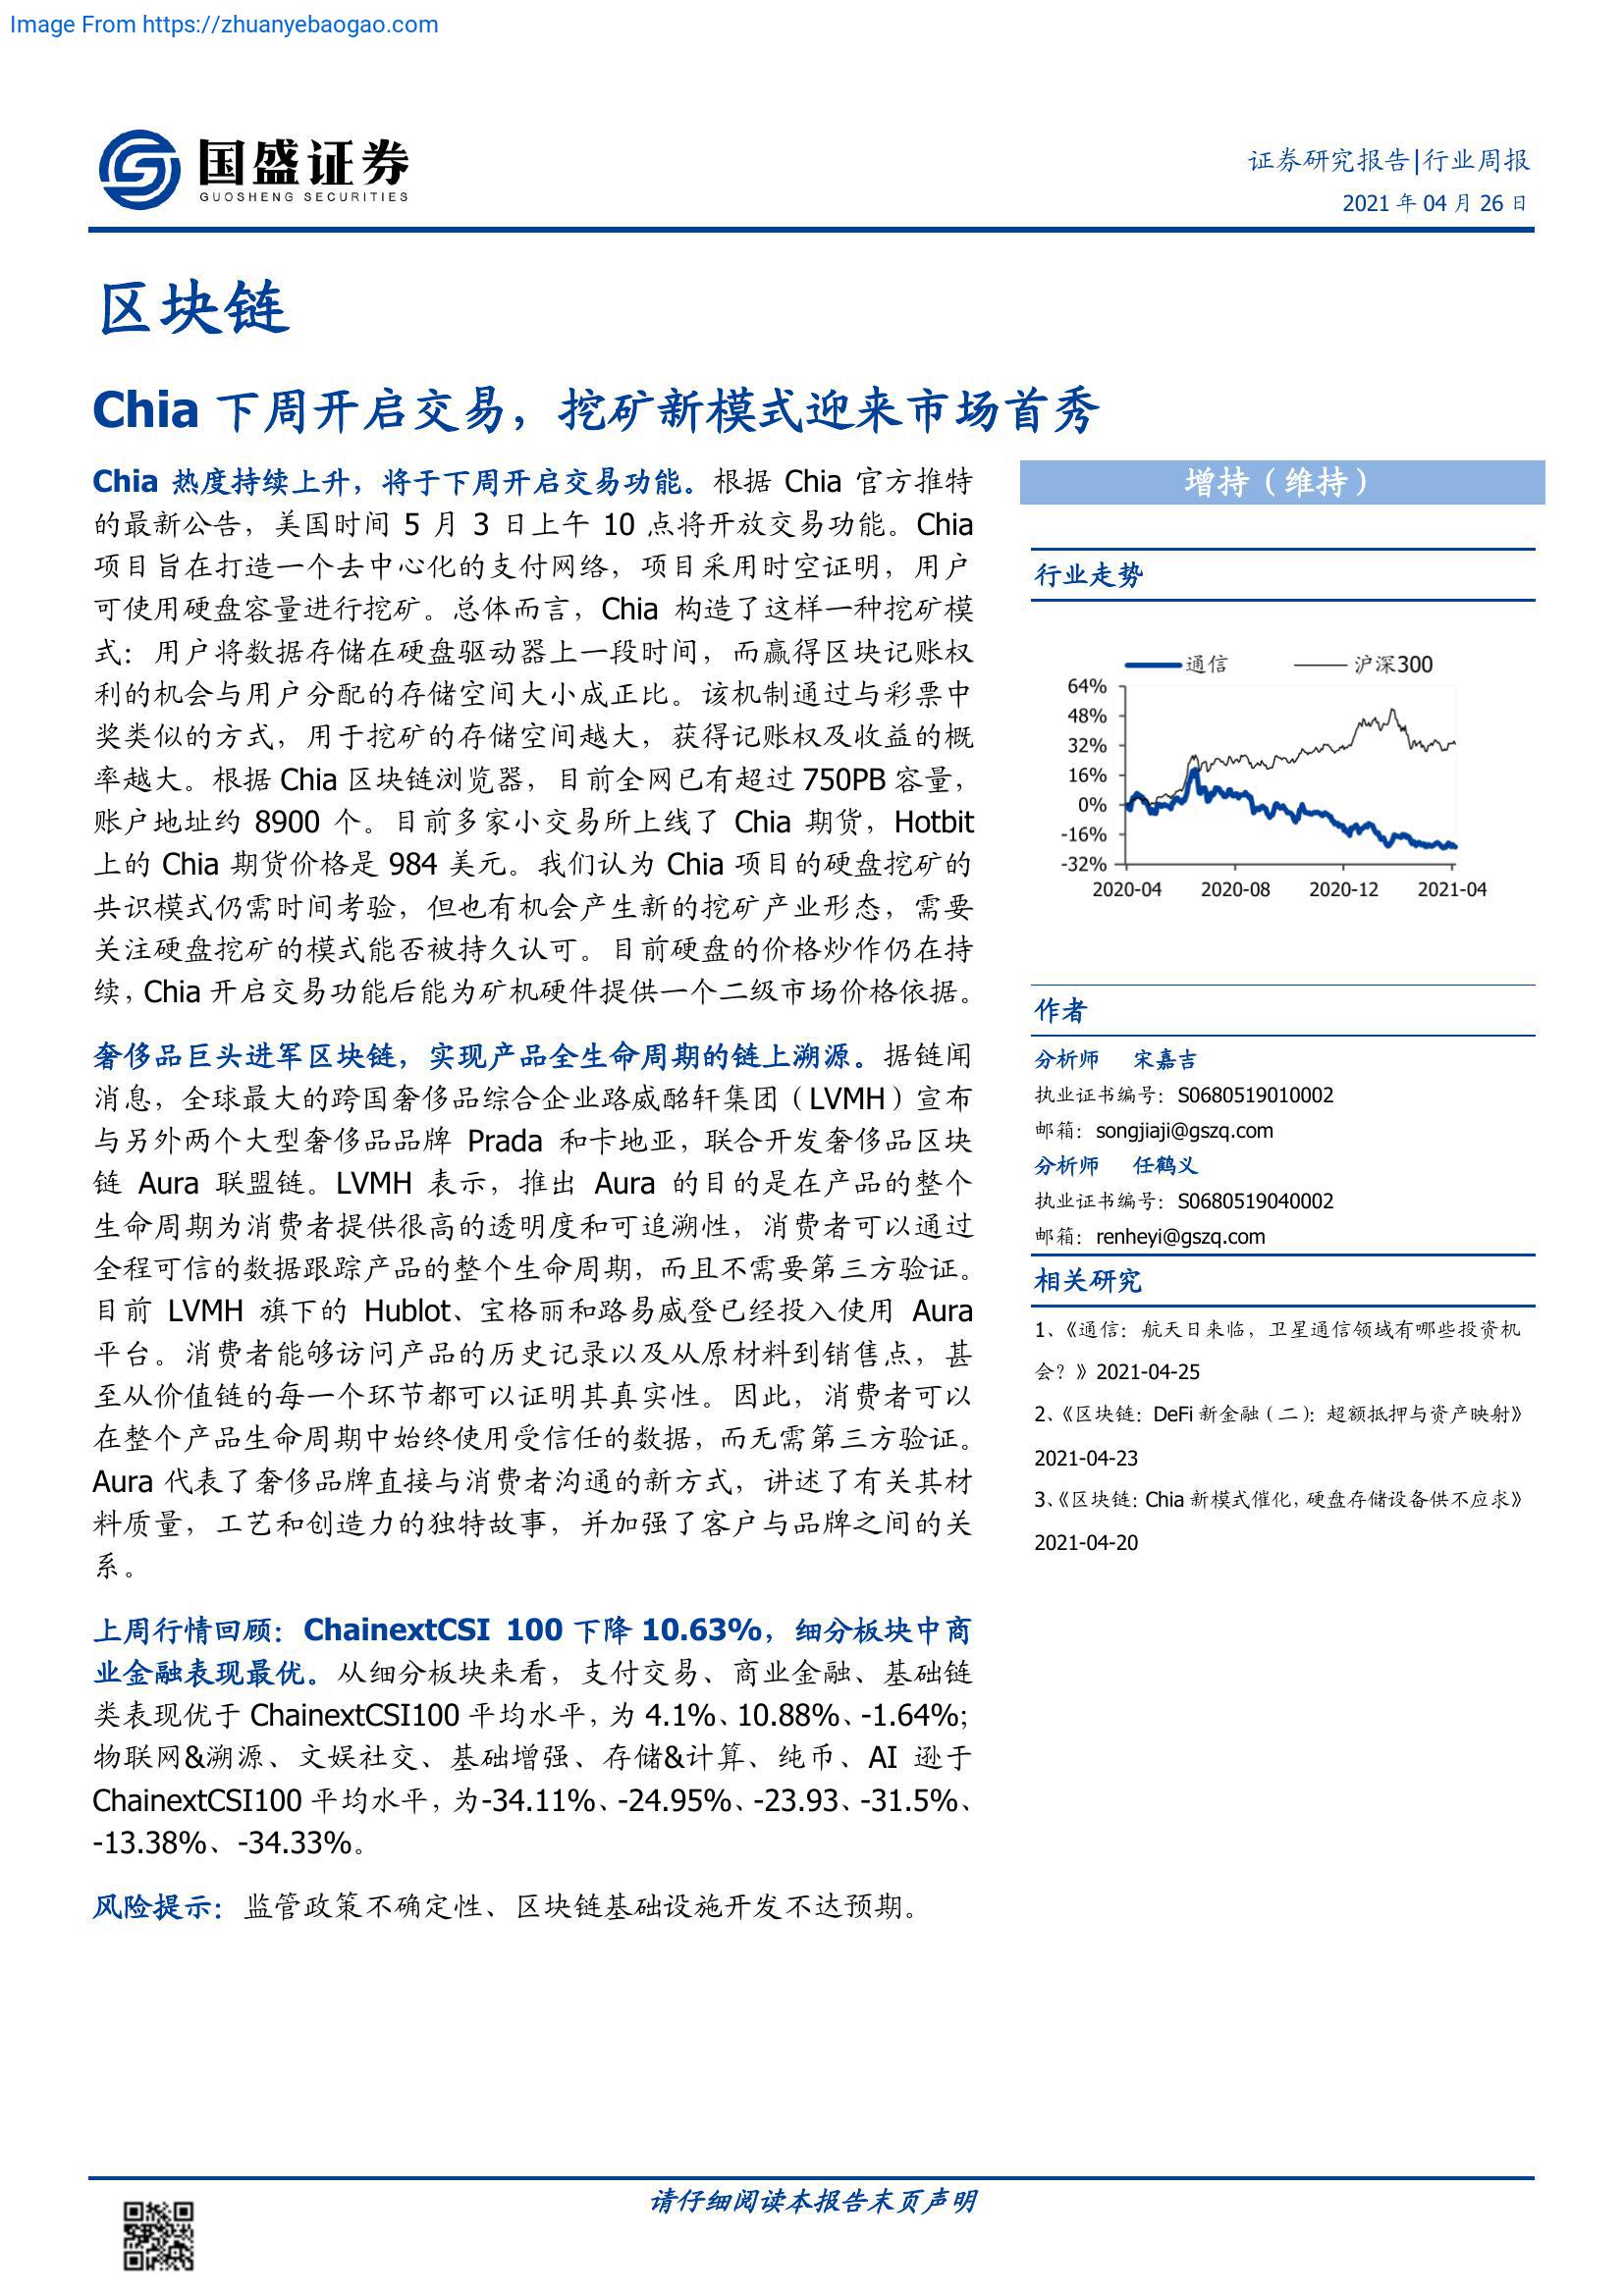 Image From https://zhuanyebaogao.com
国盛证券
GUOSHENG SECURITIES
证券研究报告|行业周报
2021 年 04 月 26 日
区块链
Chia 下周开启交易，挖矿新模式迎来市场首秀
Chia 热度持续上升，将于下周开启交易功能。根据 Chia 官方推特
的最新公告，美国时间 5 月 3 日上午 10 点将开放交易功能。Chia
项目旨在打造一个去中心化的支付网络，项目采用时空证明，用户
可使用硬盘容量进行挖矿。总体而言，Chia 构造了这样一种挖矿模
式：用户将数据存储在硬盘驱动器上一段时间，而赢得区块记账权
利的机会与用户分配的存储空间大小成正比。该机制通过与彩票中
奖类似的方式，用于挖矿的存储空间越大，获得记账权及收益的概
率越大。根据 Chia 区块链浏览器，目前全网已有超过 750PB 容量，
账户地址约 8900 个。目前多家小交易所上线了 Chia 期货，Hotbit
上的 Chia 期货价格是 984 美元。我们认为 Chia 项目的硬盘挖矿的
共识模式仍需时间考验，但也有机会产生新的挖矿产业形态，需要
关注硬盘挖矿的模式能否被持久认可。目前硬盘的价格炒作仍在持
续，Chia 开启交易功能后能为矿机硬件提供一个二级市场价格依据。
奢侈品巨头进军区块链，实现产品全生命周期的链上溯源。据链闻
消息，全球最大的跨国奢侈品综合企业路威酩轩集团（LVMH）宣布
与另外两个大型奢侈品品牌 Prada 和卡地亚，联合开发奢侈品区块
链 Aura 联盟链。LVMH 表示，推出 Aura 的目的是在产品的整个
生命周期为消费者提供很高的透明度和可追溯性，消费者可以通过
全程可信的数据跟踪产品的整个生命周期，而且不需要第三方验证。
目前 LVMH 旗下的 Hublot、宝格丽和路易威登已经投入使用 Aura
平台。消费者能够访问产品的历史记录以及从原材料到销售点，甚
至从价值链的每一个环节都可以证明其真实性。因此，消费者可以
在整个产品生命周期中始终使用受信任的数据，而无需第三方验证。
Aura 代表了奢侈品牌直接与消费者沟通的新方式，讲述了有关其材
料质量，工艺和创造力的独特故事，并加强了客户与品牌之间的关
系。
上周行情回顾：ChainextCSI 100 下降 10.63%，细分板块中商
业金融表现最优。从细分板块来看，支付交易、商业金融、基础链
类表现优于 ChainextCSI100 平均水平，为 4.1%、10.88%、-1.64%；
物联网&溯源、文娱社交、基础增强、存储&计算、纯币、AI 逊于
ChainextCSI100 平均水平，为-34.11%、-24.95%、-23.93、-31.5%、
-13.38%、-34.33%。
风险提示：监管政策不确定性、区块链基础设施开发不达预期。
增持（维持）
行业走势
通信 沪深300
64%
48%
32%
16%
0%
-16%
-32%
2020-04 2020-08 2020-12 2021-04
作者
分析师 宋嘉吉
执业证书编号：S0680519010002
邮箱：songjiaji@gszq.com
分析师 任鹤义
执业证书编号：S0680519040002
邮箱：renheyi@gszq.com
相关研究
1、《通信：航天日来临，卫星通信领域有哪些投资机
会？》2021-04-25
2、《区块链：DeFi 新金融（二）：超额抵押与资产映射》
2021-04-23
3、《区块链：Chia 新模式催化，硬盘存储设备供不应求》
2021-04-20
请仔细阅读本报告末页声明